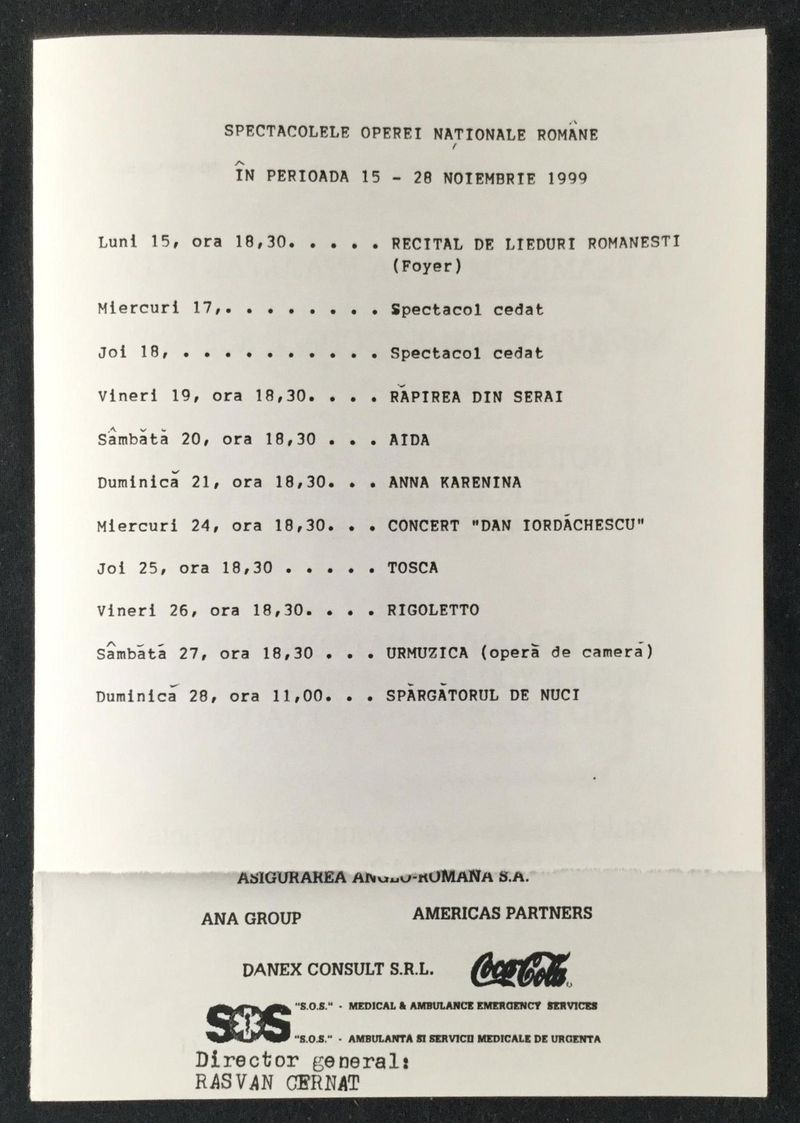 SPECTACOLELE OPEREI NAȚIONALE ROMÂNE
ÎN PERIOADA 15 - 28 NOIEMBRIE 1999
Luni 15, ora 18,30. . . . . RECITAL DE LIEDURI ROMANESTI
(Foyer)
Miercuri 17,. . . . . . . . Spectacol cedat
Joi 18, . . . . . . . . . . Spectacol cedat
Vineri 19, ora 18,30. . . . RĂPIREA DIN SERAI
Sâmbătă 20, ora 18,30 . . . AIDA
Duminică 21, ora 18,30. . . ANNA KARENINA
Miercuri 24, ora 18,30. . . CONCERT "DAN IORDĂCHESCU"
Joi 25, ora 18,30 . . . . . TOSCA
Vineri 26, ora 18,30. . . . RIGOLETTO
Sâmbătă 27, ora 18,30 . . . URMUZICA (operă de cameră)
Duminică 28, ora 11,00. . . SPĂRGĂTORUL DE NUCI
ASIGURAREA ANGLO-ROMANA S.A.
ANA GROUP AMERICAS PARTNERS
DANEX CONSULT S.R.L. Coca-Cola
SOS "S.O.S." - MEDICAL & AMBULANCE EMERGENCY SERVICES
"S.O.S." - AMBULANTA SI SERVICII MEDICALE DE URGENTA
Director general:
RASVAN CERNAT